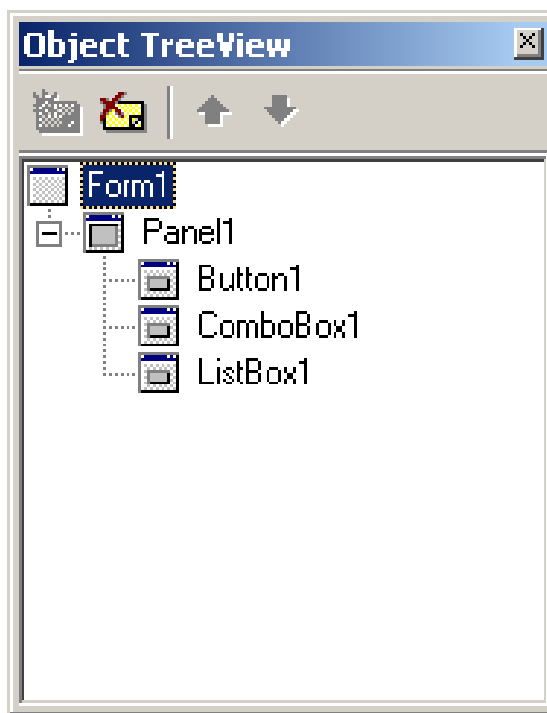 Object TreeView
Form1
Panel1
Button1
ComboBox1
ListBox1